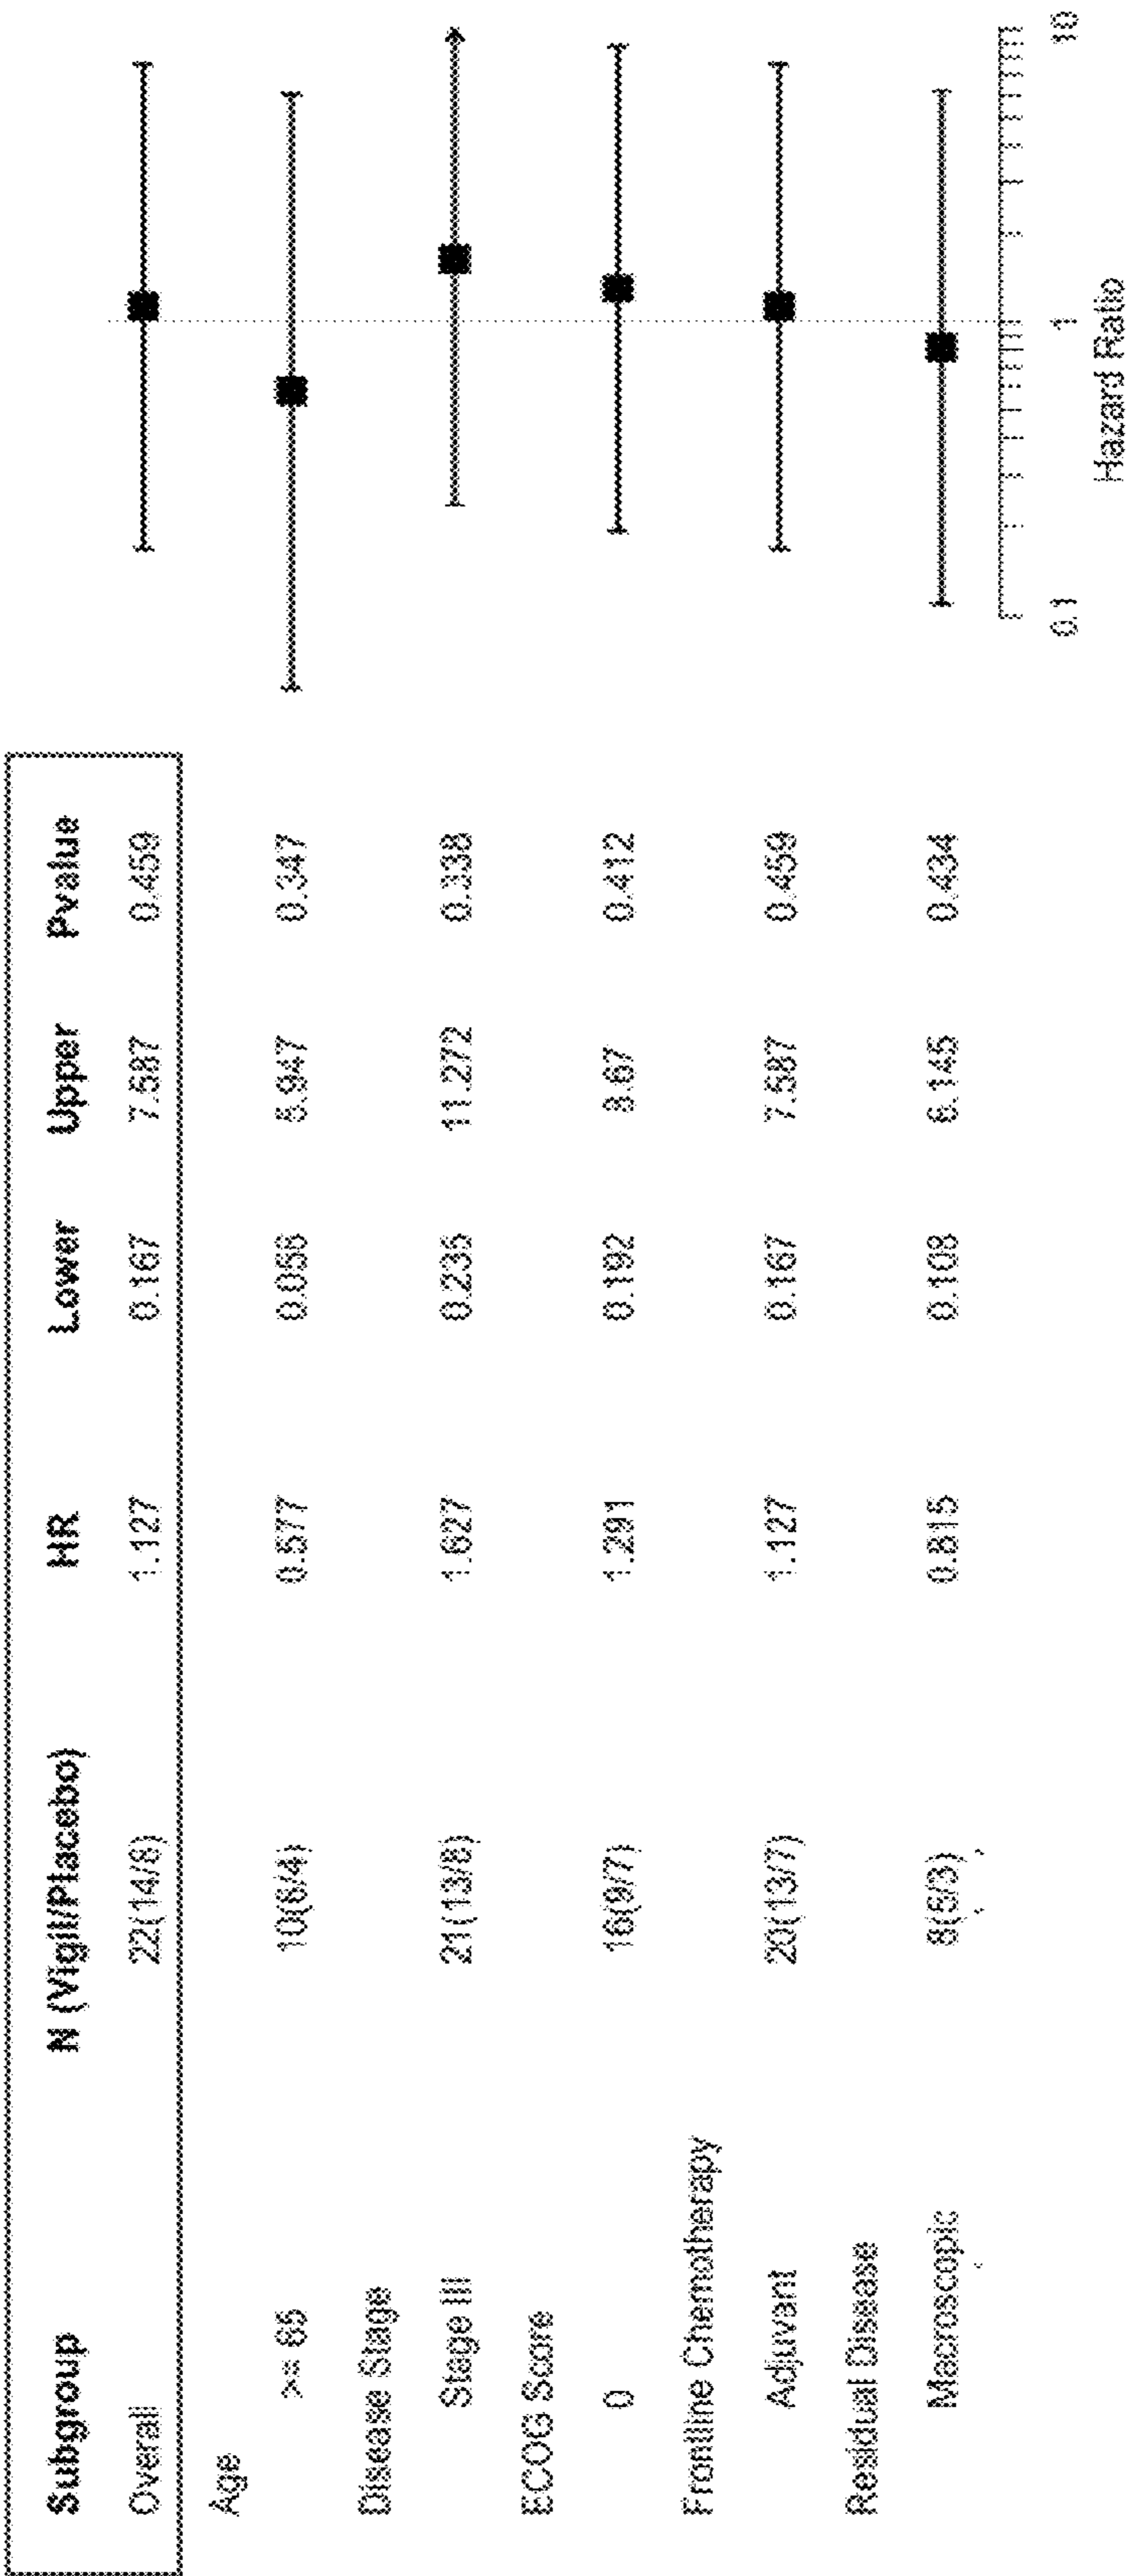 Subgroup N (Vigil/Placebo) HR Lower Upper Pvalue
Overall 22(14/8) 1.127 0.167 7.587 0.459
Age
>= 65 10(6/4) 0.577 0.056 5.947 0.347
Disease Stage
Stage III 21(13/8) 1.627 0.235 11.272 0.338
ECOG Score
0 16(9/7) 1.291 0.192 8.67 0.412
Frontline Chemotherapy
Adjuvant 20(13/7) 1.127 0.167 7.587 0.459
Residual Disease
Macroscopic 8(5/3) 0.815 0.108 6.145 0.434
0.1 1 10
Hazard Ratio